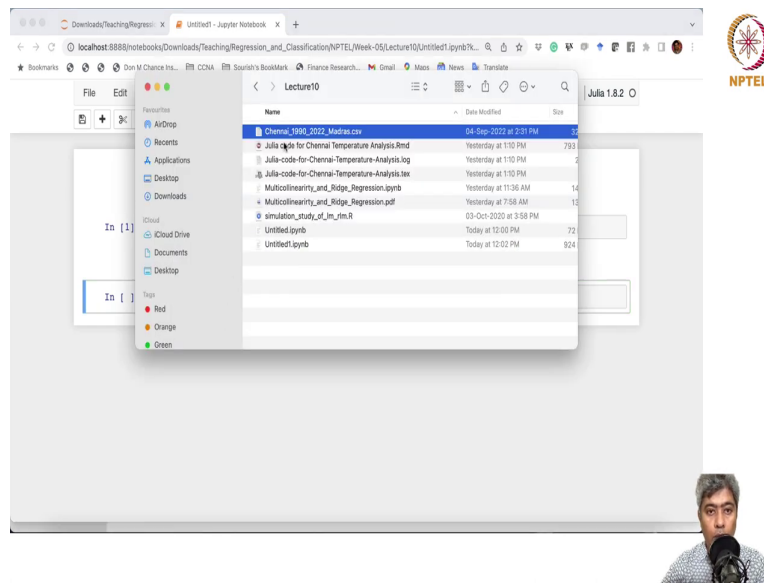 Downloads/Teaching/Regressio X Untitled1 - Jupyter Notebook X +
localhost:8888/notebooks/Downloads/Teaching/Regression_and_Classification/NPTEL/Week-05/Lecture10/Untitled1.ipynb?k...
Bookmarks Don M Chance Ins... CCNA Sourish's BookMark Finance Research... Gmail Maps News Translate
NPTEL
File Edit Julia 1.8.2
Lecture10
Favourites
AirDrop
Recents
Applications
Desktop
Downloads
iCloud
iCloud Drive
Documents
Desktop
Tags
Red
Orange
Green
Name Date Modified Size
Chennai_1990_2022_Madras.csv 04-Sep-2022 at 2:31 PM 32
Julia code for Chennai Temperature Analysis.Rmd Yesterday at 1:10 PM 793
Julia-code-for-Chennai-Temperature-Analysis.log Yesterday at 1:10 PM 2
Julia-code-for-Chennai-Temperature-Analysis.tex Yesterday at 1:10 PM
Multicollinearirty_and_Ridge_Regression.ipynb Yesterday at 11:36 AM 14
Multicollinearirty_and_Ridge_Regression.pdf Yesterday at 7:58 AM 13
simulation_study_of_lm_rlm.R 03-Oct-2020 at 3:58 PM
Untitled.ipynb Today at 12:00 PM 72
Untitled1.ipynb Today at 12:02 PM 924
In [1]
In [ ]